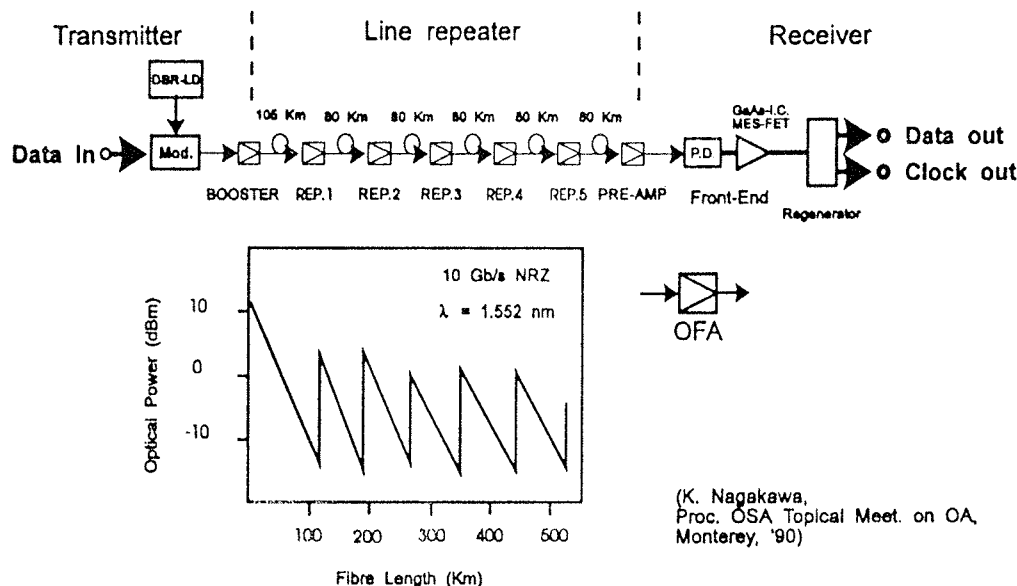 Transmitter
Line repeater
Receiver
DBR-LD
105 Km
80 Km
80 Km
80 Km
80 Km
80 Km
GaAs-I.C.
MES-FET
Data In
Mod.
P.D
Data out
Clock out
BOOSTER
REP.1
REP.2
REP.3
REP.4
REP.5
PRE-AMP
Front-End
Regenerator
10 Gb/s NRZ
λ = 1.552 nm
Optical Power (dBm)
10
0
-10
100
200
300
400
500
Fibre Length (Km)
OFA
(K. Nagakawa,
Proc. OSA Topical Meet. on OA,
Monterey, '90)